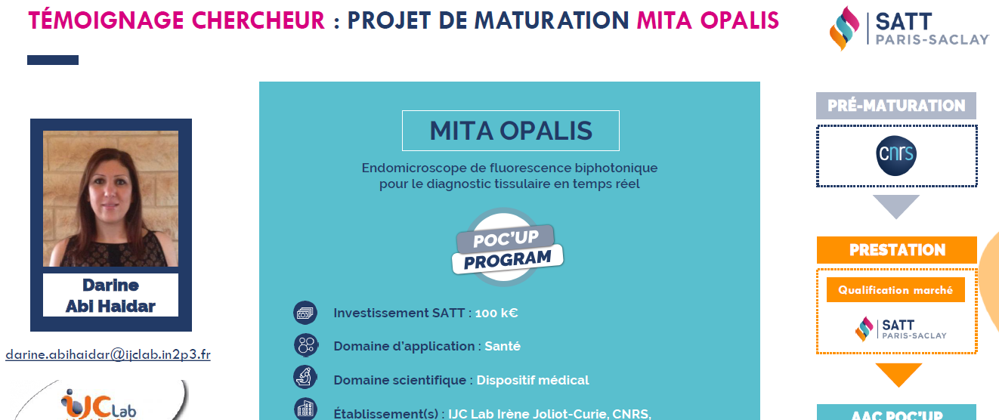 TÉMOIGNAGE CHERCHEUR : PROJET DE MATURATION MITA OPALIS
SATT
PARIS-SACLAY
Darine
Abi Haidar
darine.abihaidar@ijclab.in2p3.fr
iJCLab
MITA OPALIS
Endomicroscope de fluorescence biphotonique
pour le diagnostic tissulaire en temps réel
POC'UP
PROGRAM
Investissement SATT : 100 k€
Domaine d'application : Santé
Domaine scientifique : Dispositif médical
Établissement(s) : IJC Lab Irène Joliot-Curie, CNRS,
PRÉ-MATURATION
cnrs
PRESTATION
Qualification marché
SATT
PARIS-SACLAY
AAC POC'UP